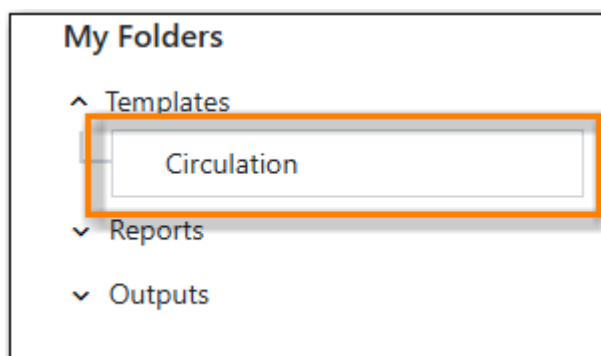 My Folders
Templates
Circulation
Reports
Outputs